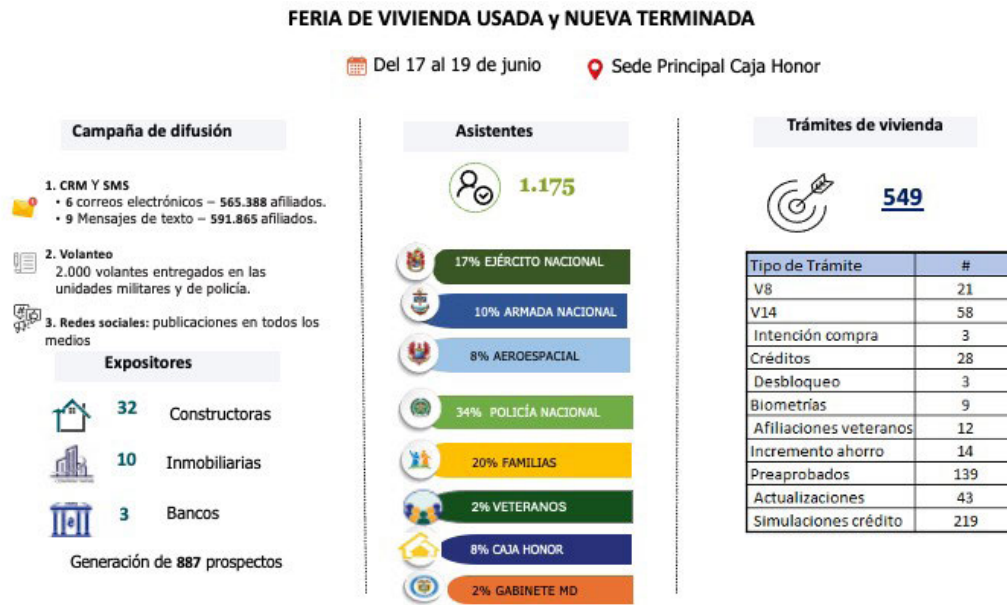 FERIA DE VIVIENDA USADA y NUEVA TERMINADA
Del 17 al 19 de junio
Sede Principal Caja Honor
Campaña de difusión
1. CRM Y SMS
• 6 correos electrónicos – 565.388 afiliados.
• 9 Mensajes de texto – 591.865 afiliados.
2. Volanteo
2.000 volantes entregados en las
unidades militares y de policía.
3. Redes sociales: publicaciones en todos los
medios
Expositores
32 Constructoras
10 Inmobiliarias
3 Bancos
Generación de 887 prospectos
Asistentes
1.175
17% EJÉRCITO NACIONAL
10% ARMADA NACIONAL
8% AEROESPACIAL
34% POLICÍA NACIONAL
20% FAMILIAS
2% VETERANOS
8% CAJA HONOR
2% GABINETE MD
Trámites de vivienda
549
Tipo de Trámite #
V8 21
V14 58
Intención compra 3
Créditos 28
Desbloqueo 3
Biometrías 9
Afiliaciones veteranos 12
Incremento ahorro 14
Preaprobados 139
Actualizaciones 43
Simulaciones crédito 219